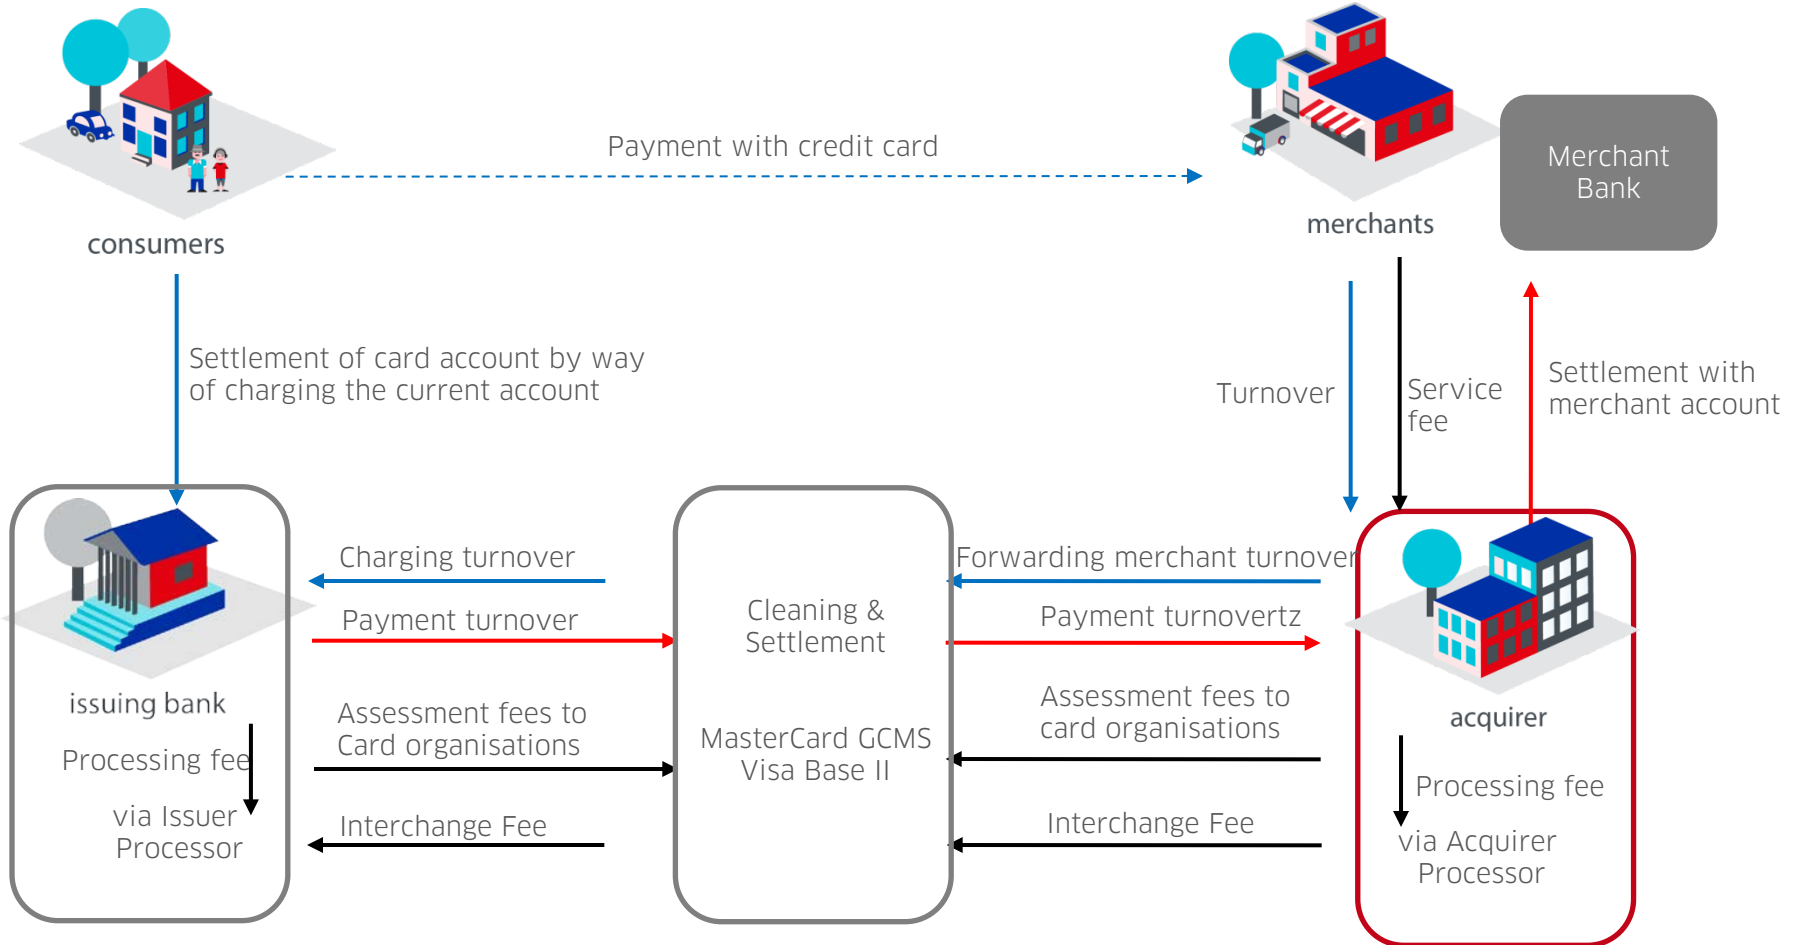 Payment with credit card
Merchant
Bank
consumers
merchants
Settlement of card account by way
of charging the current account
Turnover
Service
fee
Settlement with
merchant account
Charging turnover
Payment turnover
Forwarding merchant turnover
Payment turnovertz
Cleaning &
Settlement
MasterCard GCMS
Visa Base II
issuing bank
Processing fee
via Issuer
Processor
Assessment fees to
Card organisations
Interchange Fee
Assessment fees to
card organisations
Interchange Fee
acquirer
Processing fee
via Acquirer
Processor